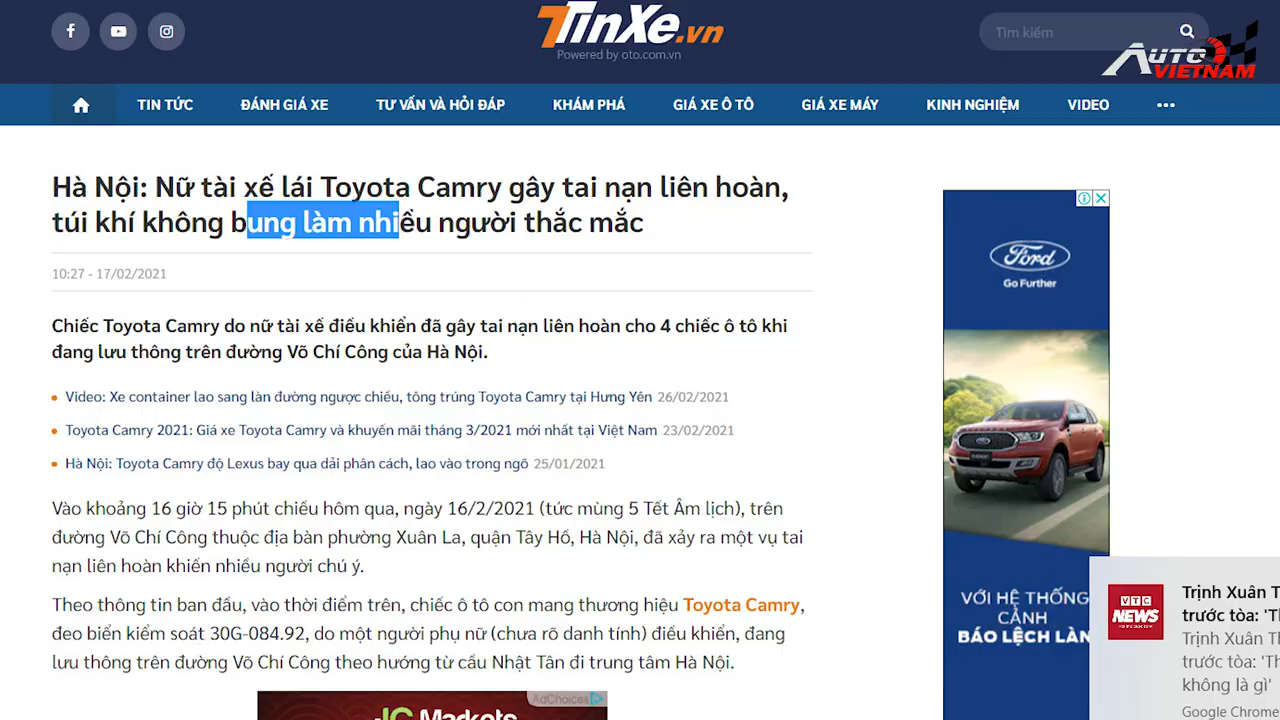 TinXe.vn
Powered by oto.com.vn
Tìm kiếm
AUTO
VIETNAM
TIN TỨC
ĐÁNH GIÁ XE
TƯ VẤN VÀ HỎI ĐÁP
KHÁM PHÁ
GIÁ XE Ô TÔ
GIÁ XE MÁY
KINH NGHIỆM
VIDEO
Hà Nội: Nữ tài xế lái Toyota Camry gây tai nạn liên hoàn,
túi khí không bung làm nhiều người thắc mắc
10:27 - 17/02/2021
Chiếc Toyota Camry do nữ tài xế điều khiển đã gây tai nạn liên hoàn cho 4 chiếc ô tô khi
đang lưu thông trên đường Võ Chí Công của Hà Nội.
Video: Xe container lao sang làn đường ngược chiều, tông trúng Toyota Camry tại Hưng Yên 26/02/2021
Toyota Camry 2021: Giá xe Toyota Camry và khuyến mãi tháng 3/2021 mới nhất tại Việt Nam 23/02/2021
Hà Nội: Toyota Camry độ Lexus bay qua dải phân cách, lao vào trong ngõ 25/01/2021
Vào khoảng 16 giờ 15 phút chiều hôm qua, ngày 16/2/2021 (tức mùng 5 Tết Âm lịch), trên
đường Võ Chí Công thuộc địa bàn phường Xuân La, quận Tây Hồ, Hà Nội, đã xảy ra một vụ tai
nạn liên hoàn khiến nhiều người chú ý.
Theo thông tin ban đầu, vào thời điểm trên, chiếc ô tô con mang thương hiệu Toyota Camry,
đeo biển kiểm soát 30G-084.92, do một người phụ nữ (chưa rõ danh tính) điều khiển, đang
lưu thông trên đường Võ Chí Công theo hướng từ cầu Nhật Tân đi trung tâm Hà Nội.
AdChoices
JC Markets
Ford
Go Further
VỚI HỆ THỐNG
CẢNH
BÁO LỆCH LÀN
VTC
NEWS
Trịnh Xuân T
trước tòa: 'T
Trịnh Xuân Th
trước tòa: 'Th
không là gì'
Google Chrome